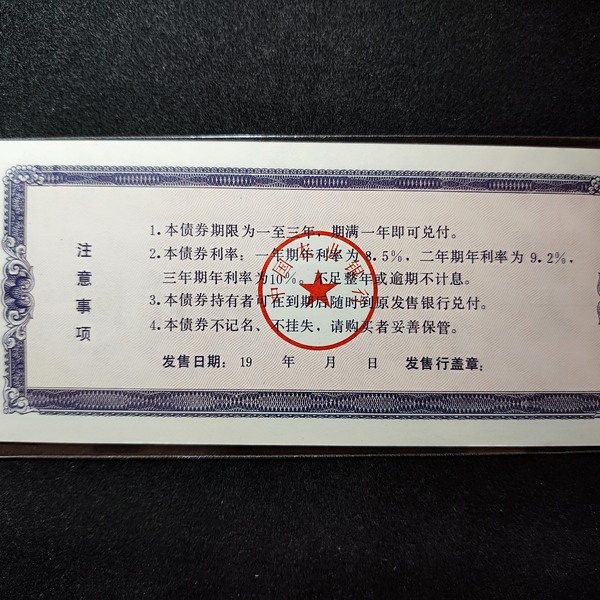 注意事项
1.本债券期限为一至三年，期满一年即可兑付。
2.本债券利率：一年期年利率为8.5%，二年期年利率为9.2%，
三年期年利率为10%。不足整年或逾期不计息。
3.本债券持有者可在到期后随时到原发售银行兑付。
4.本债券不记名、不挂失，请购买者妥善保管。
发售日期：19 年 月 日 发售行盖章：
中国农业银行